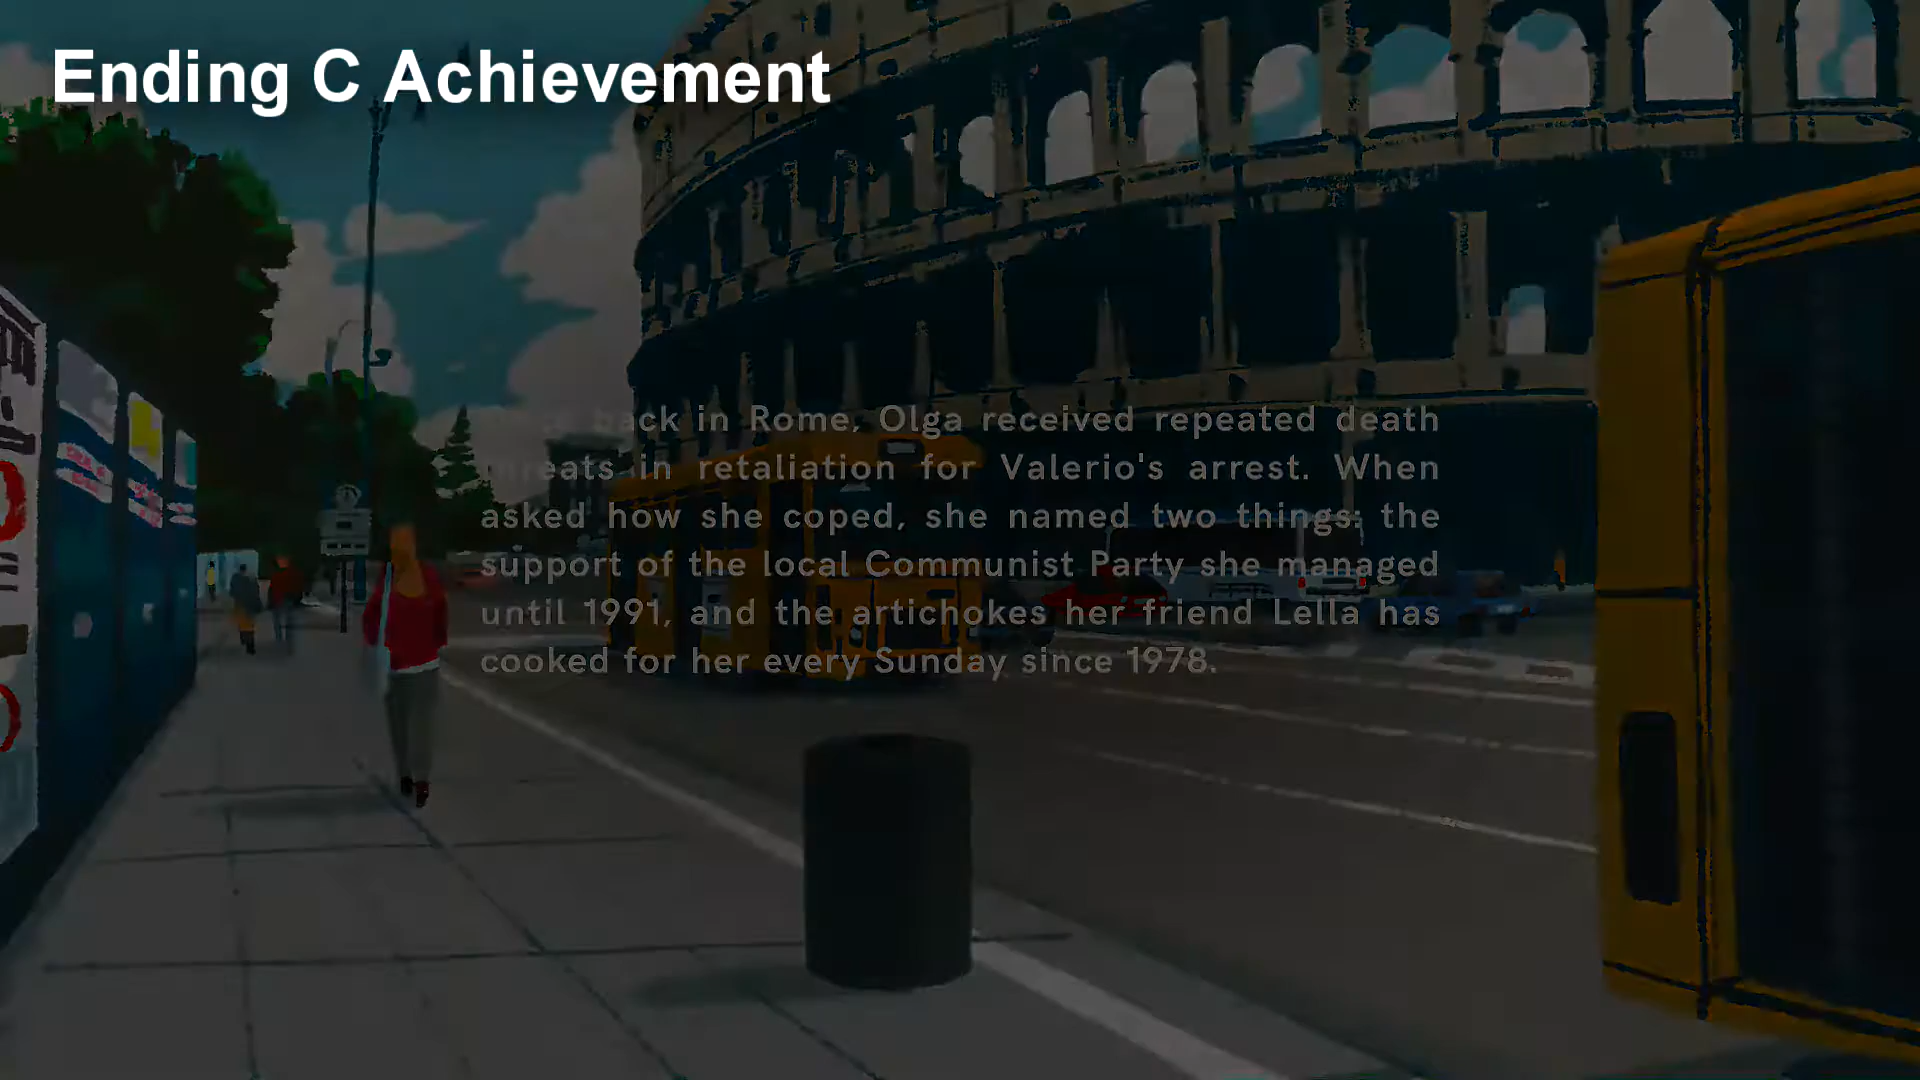 Ending C Achievement
back in Rome, Olga received repeated death
threats in retaliation for Valerio's arrest. When
asked how she coped, she named two things: the
support of the local Communist Party she managed
until 1991, and the artichokes her friend Lella has
cooked for her every Sunday since 1978.